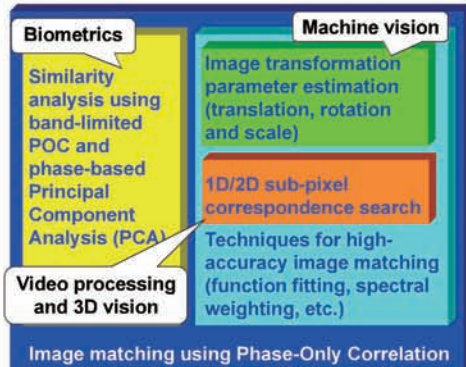 Biometrics
Similarity
analysis using
band-limited
POC and
phase-based
Principal
Component
Analysis (PCA)
Machine vision
Image transformation
parameter estimation
(translation, rotation
and scale)
1D/2D sub-pixel
correspondence search
Video processing
and 3D vision
Techniques for high-
accuracy image matching
(function fitting, spectral
weighting, etc.)
Image matching using Phase-Only Correlation